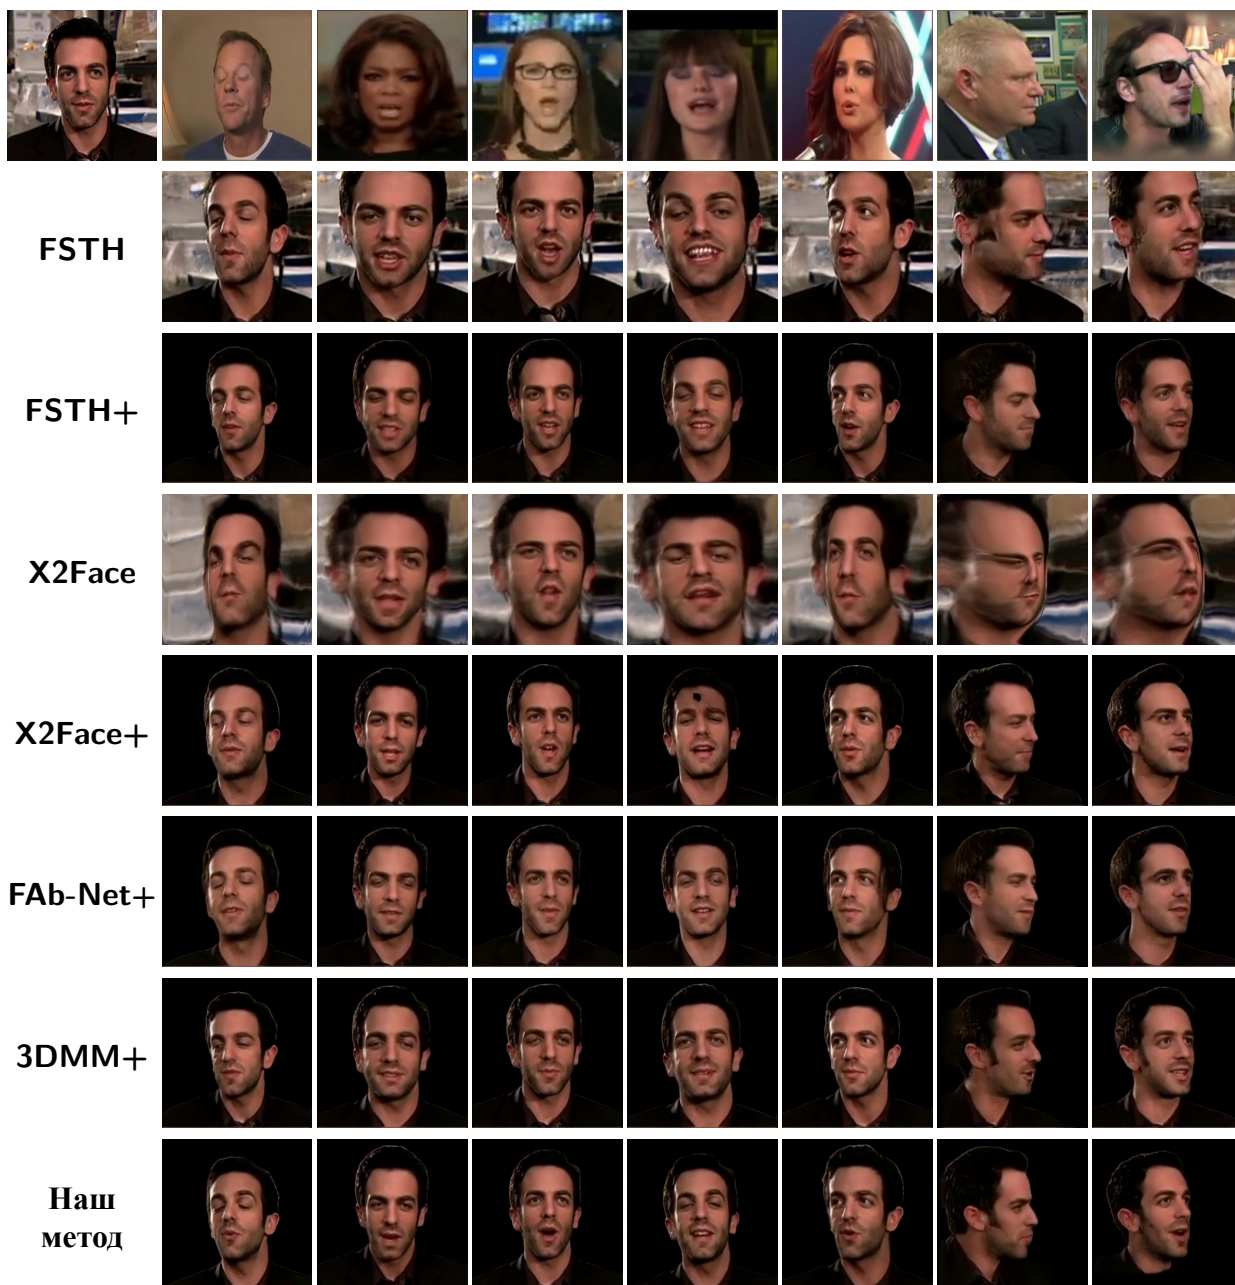 FSTH
FSTH+
X2Face
X2Face+
FAb-Net+
3DMM+
Наш
метод